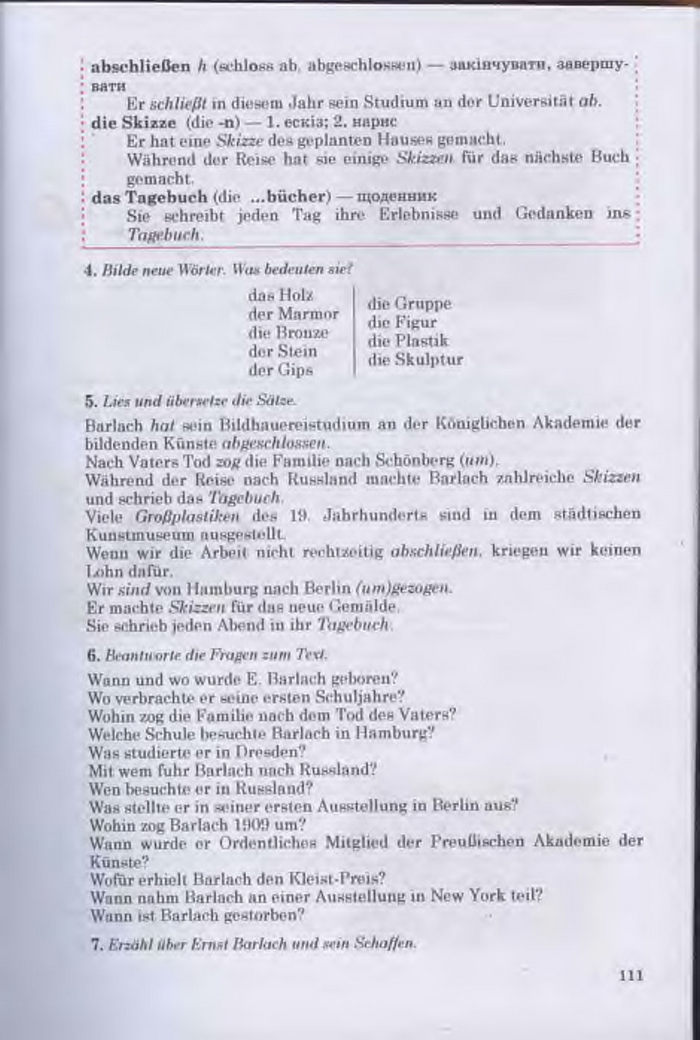 abschließen h (schloss ab, abgeschlossen) — закінчувати, завершу-
вати
Er schließt in diesem Jahr sein Studium an der Universität ab.
die Skizze (die -n) — 1. ескіз; 2. нарис
Er hat eine Skizze des geplanten Hauses gemacht.
Während der Reise hat sie einige Skizzen für das nächste Buch
gemacht.
das Tagebuch (die ...bücher) — щоденник
Sie schreibt jeden Tag ihre Erlebnisse und Gedanken ins
Tagebuch.
4. Bilde neue Wörter. Was bedeuten sie?
das Holz
der Marmor
die Bronze
der Stein
der Gips
die Gruppe
die Figur
die Plastik
die Skulptur
5. Lies und übersetze die Sätze.
Barlach hat sein Bildhauereistudium an der Königlichen Akademie der
bildenden Künste abgeschlossen.
Nach Vaters Tod zog die Familie nach Schönberg (um).
Während der Reise nach Russland machte Barlach zahlreiche Skizzen
und schrieb das Tagebuch.
Viele Großplastiken des 19. Jahrhunderts sind in dem städtischen
Kunstmuseum ausgestellt.
Wenn wir die Arbeit nicht rechtzeitig abschließen, kriegen wir keinen
Lohn dafür.
Wir sind von Hamburg nach Berlin (um)gezogen.
Er machte Skizzen für das neue Gemälde.
Sie schrieb jeden Abend in ihr Tagebuch.
6. Beantworte die Fragen zum Text.
Wann und wo wurde E. Barlach geboren?
Wo verbrachte er seine ersten Schuljahre?
Wohin zog die Familie nach dem Tod des Vaters?
Welche Schule besuchte Barlach in Hamburg?
Was studierte er in Dresden?
Mit wem fuhr Barlach nach Russland?
Wen besuchte er in Russland?
Was stellte er in seiner ersten Ausstellung in Berlin aus?
Wohin zog Barlach 1909 um?
Wann wurde er Ordentliches Mitglied der Preußischen Akademie der
Künste?
Wofür erhielt Barlach den Kleist-Preis?
Wann nahm Barlach an einer Ausstellung in New York teil?
Wann ist Barlach gestorben?
7. Erzähl über Ernst Barlach und sein Schaffen.
111